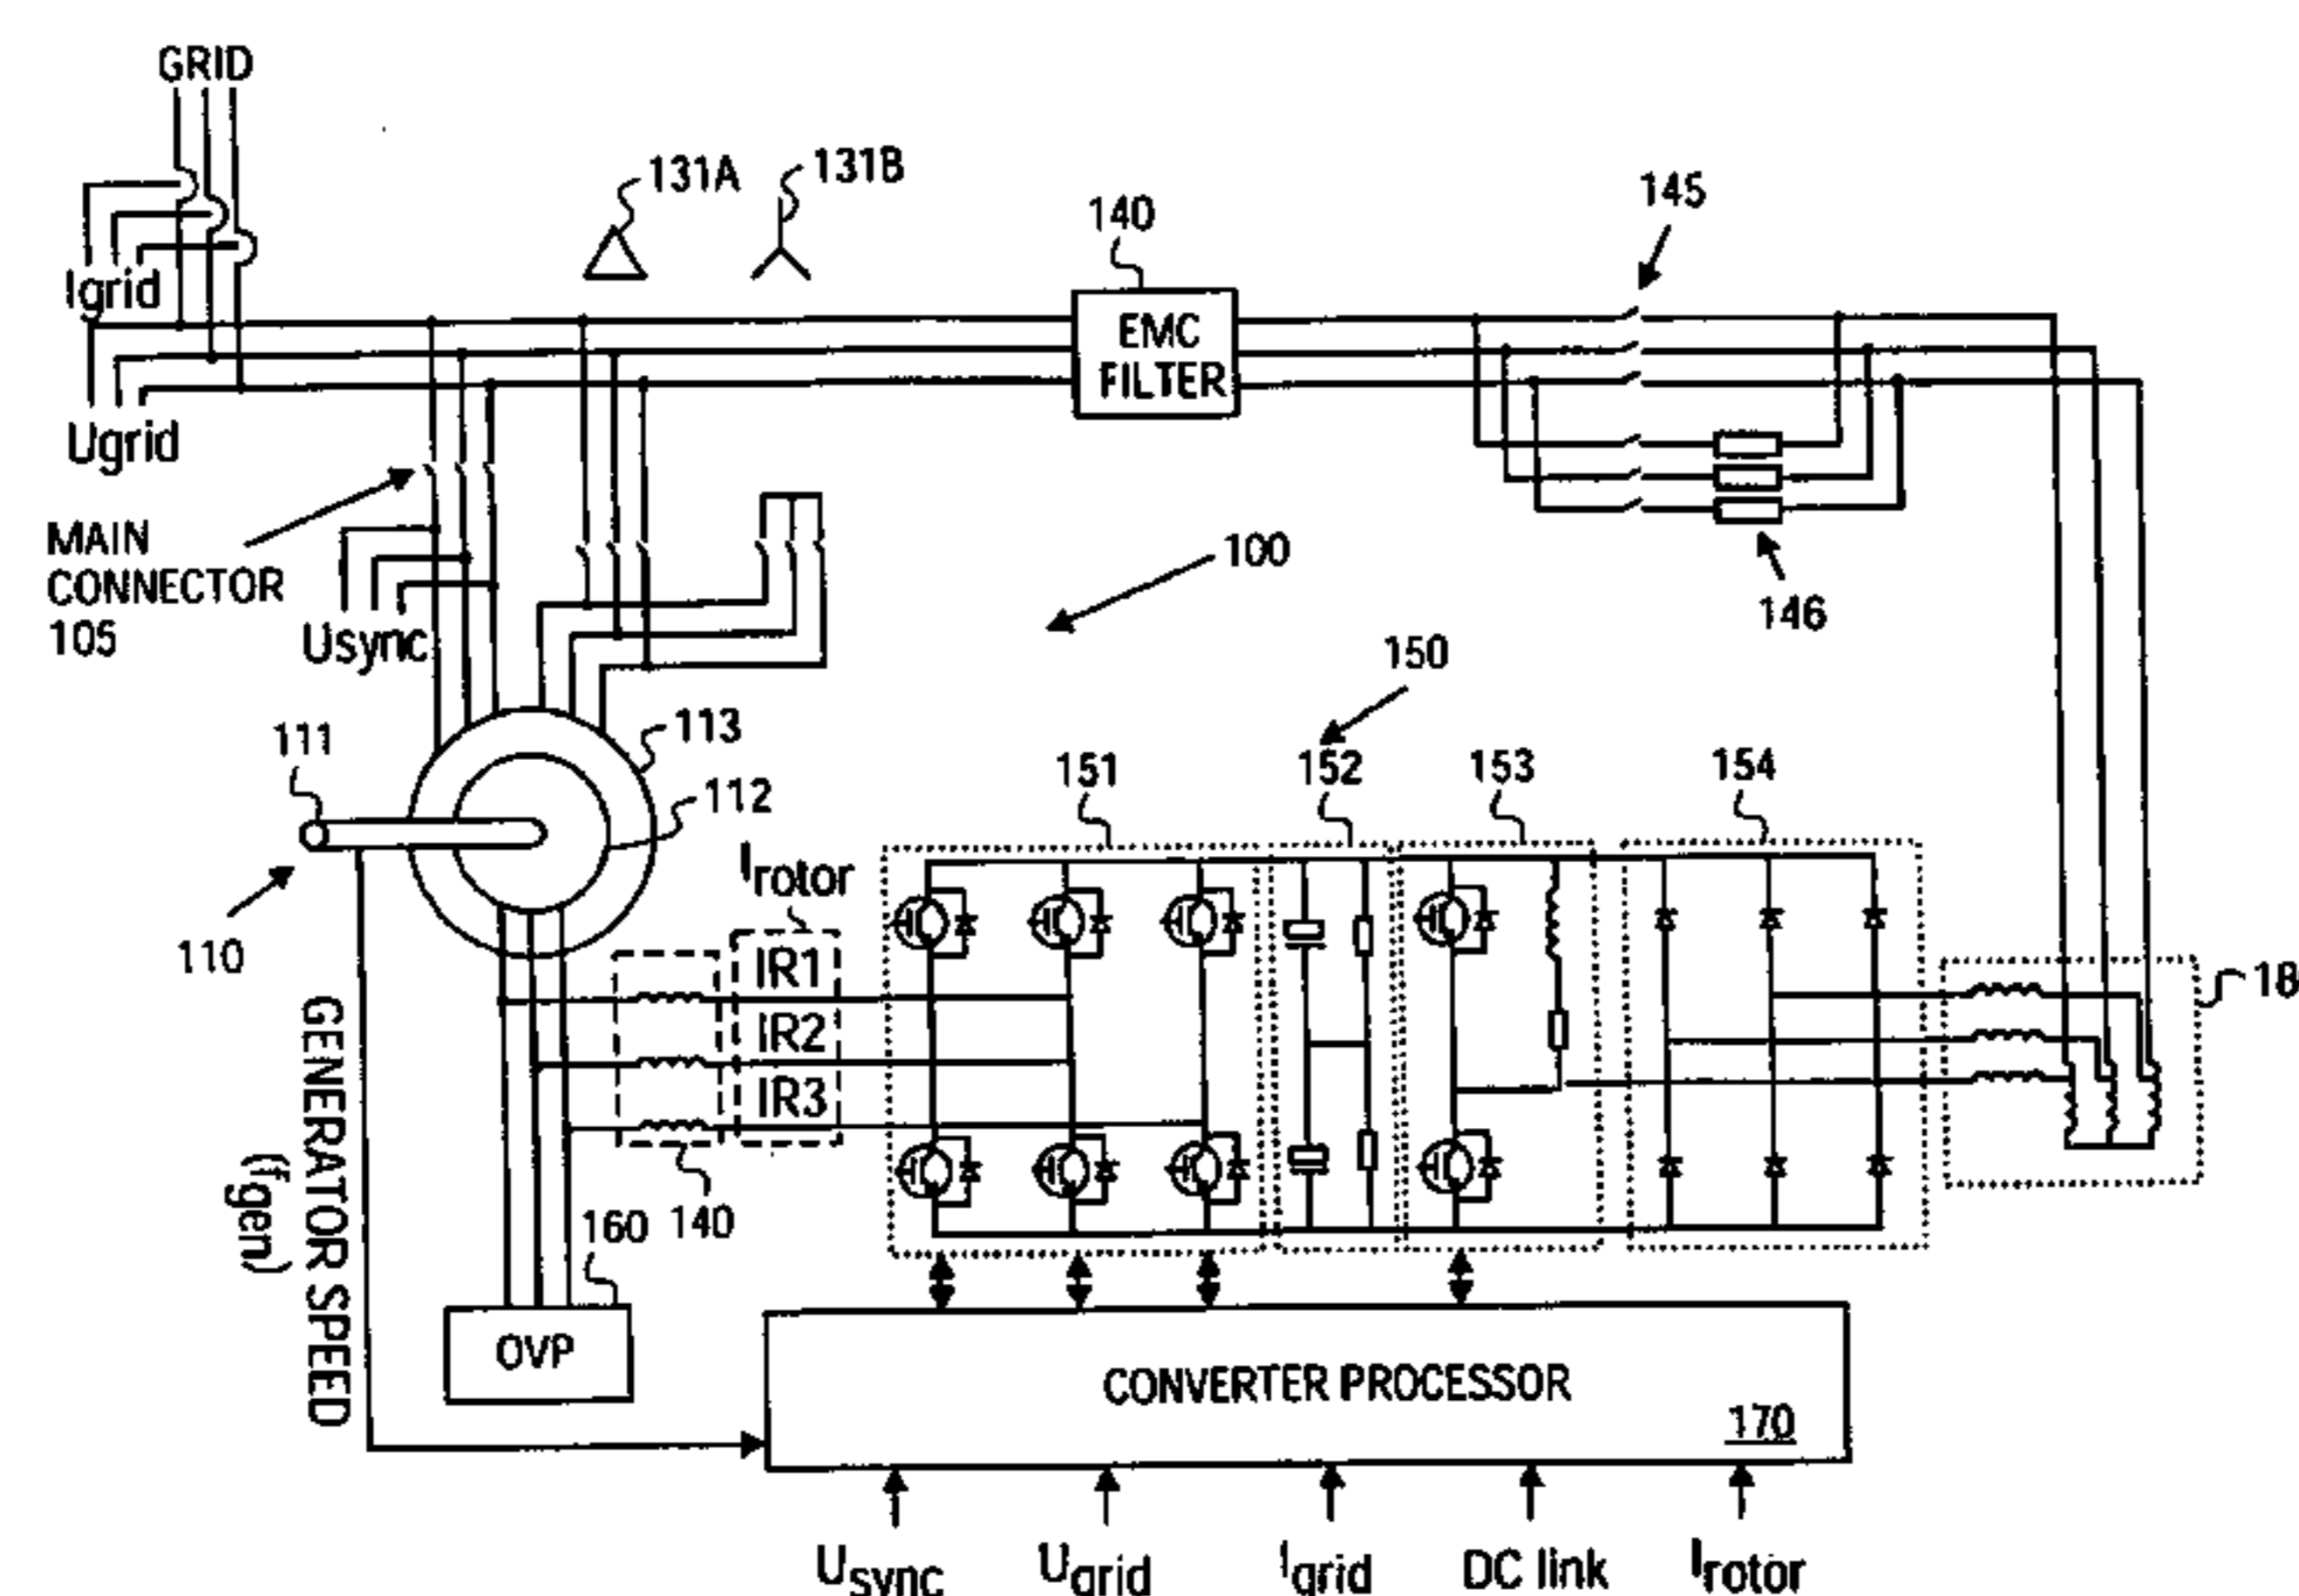 GRID
131A
131B
140
145
Igrid
EMC
FILTER
Ugrid
MAIN
CONNECTOR
105
Usync
100
146
150
111
113
112
151
152
153
154
110
Irotor
IR1
IR2
IR3
18
GENERATOR SPEED
(fgen)
160
140
OVP
CONVERTER PROCESSOR
170
Usync
Ugrid
Igrid
DC link
Irotor